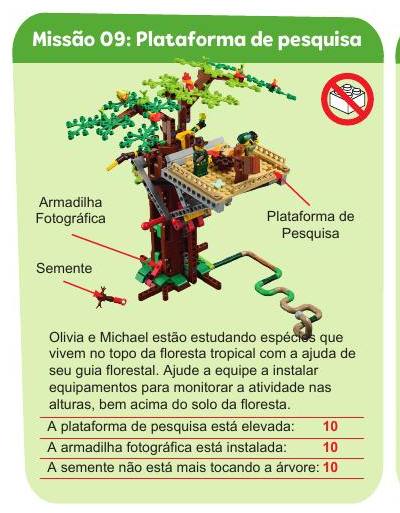 Missão 09: Plataforma de pesquisa
Armadilha
Fotográfica
Plataforma de
Pesquisa
Semente
Olivia e Michael estão estudando espécies que
vivem no topo da floresta tropical com a ajuda de
seu guia florestal. Ajude a equipe a instalar
equipamentos para monitorar a atividade nas
alturas, bem acima do solo da floresta.
A plataforma de pesquisa está elevada: 10
A armadilha fotográfica está instalada: 10
A semente não está mais tocando a árvore: 10